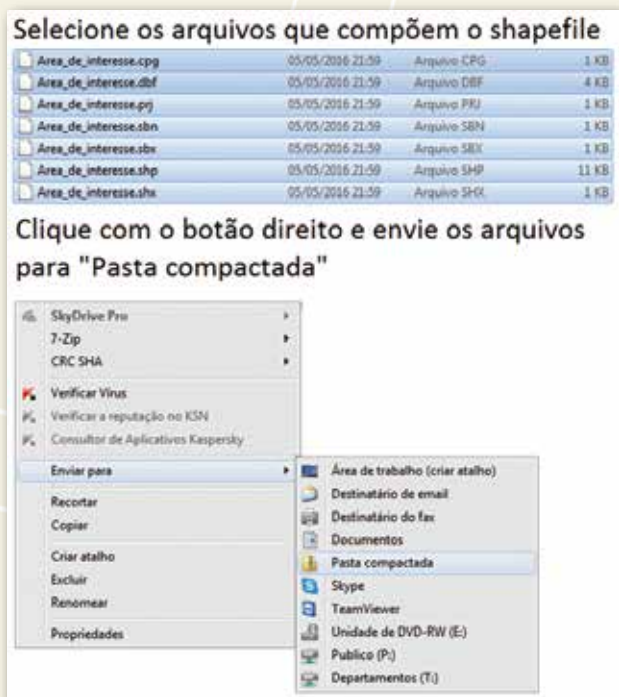 Selecione os arquivos que compõem o shapefile
Area_de_interesse.cpg 05/05/2016 21:59 Arquivo CPG 1 KB
Area_de_interesse.dbf 05/05/2016 21:59 Arquivo DBF 4 KB
Area_de_interesse.prj 05/05/2016 21:59 Arquivo PRJ 1 KB
Area_de_interesse.sbn 05/05/2016 21:59 Arquivo SBN 1 KB
Area_de_interesse.sbx 05/05/2016 21:59 Arquivo SBX 1 KB
Area_de_interesse.shp 05/05/2016 21:59 Arquivo SHP 11 KB
Area_de_interesse.shx 05/05/2016 21:59 Arquivo SHX 1 KB
Clique com o botão direito e envie os arquivos
para "Pasta compactada"
SkyDrive Pro
7-Zip
CRC SHA
Verificar Vírus
Verificar a reputação no KSN
Consultor de Aplicativos Kaspersky
Enviar para
Recortar
Copiar
Criar atalho
Excluir
Renomear
Propriedades
Área de trabalho (criar atalho)
Destinatário de email
Destinatário do fax
Documentos
Pasta compactada
Skype
TeamViewer
Unidade de DVD-RW (E:)
Publico (P:)
Departamentos (T:)